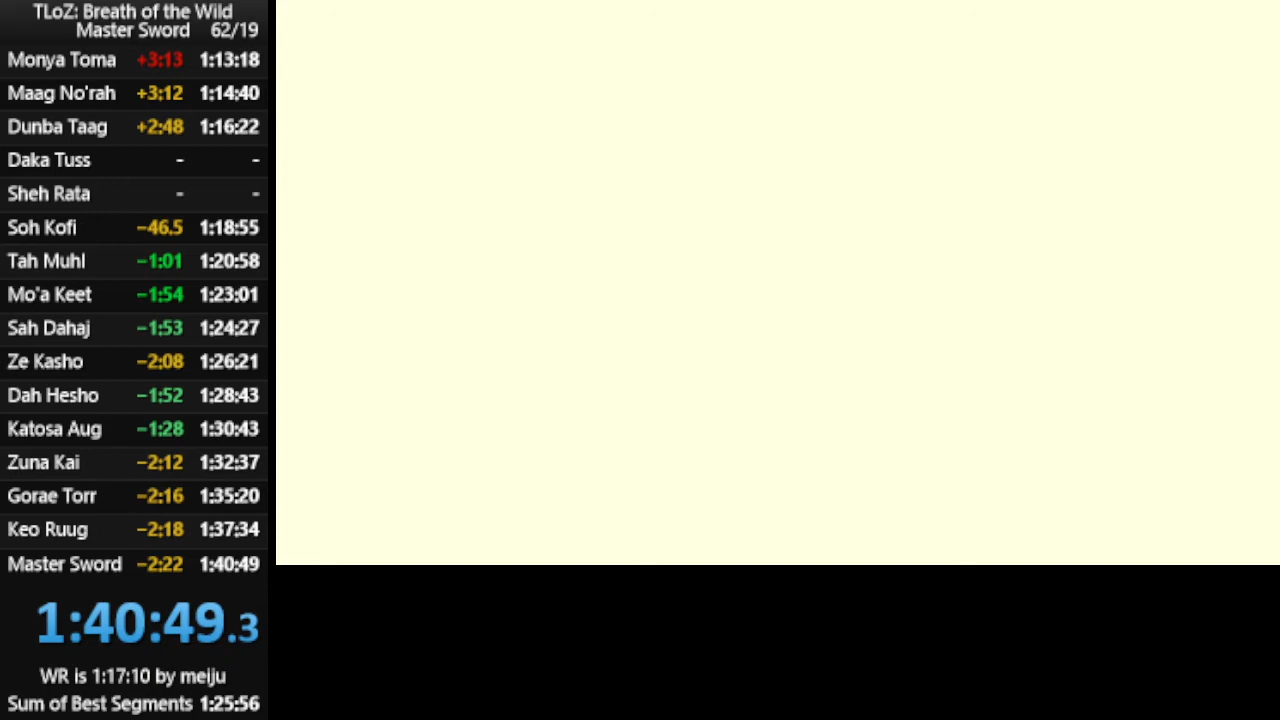 TLoZ: Breath of the Wild
Master Sword 62/19
Monya Toma +3:13 1:13:18
Maag No'rah +3:12 1:14:40
Dunba Taag +2:48 1:16:22
Daka Tuss - -
Sheh Rata - -
Soh Kofi −46.5 1:18:55
Tah Muhl −1:01 1:20:58
Mo'a Keet −1:54 1:23:01
Sah Dahaj −1:53 1:24:27
Ze Kasho −2:08 1:26:21
Dah Hesho −1:52 1:28:43
Katosa Aug −1:28 1:30:43
Zuna Kai −2:12 1:32:37
Gorae Torr −2:16 1:35:20
Keo Ruug −2:18 1:37:34
Master Sword −2:22 1:40:49
1:40:49.3
WR is 1:17:10 by meiju
Sum of Best Segments 1:25:56